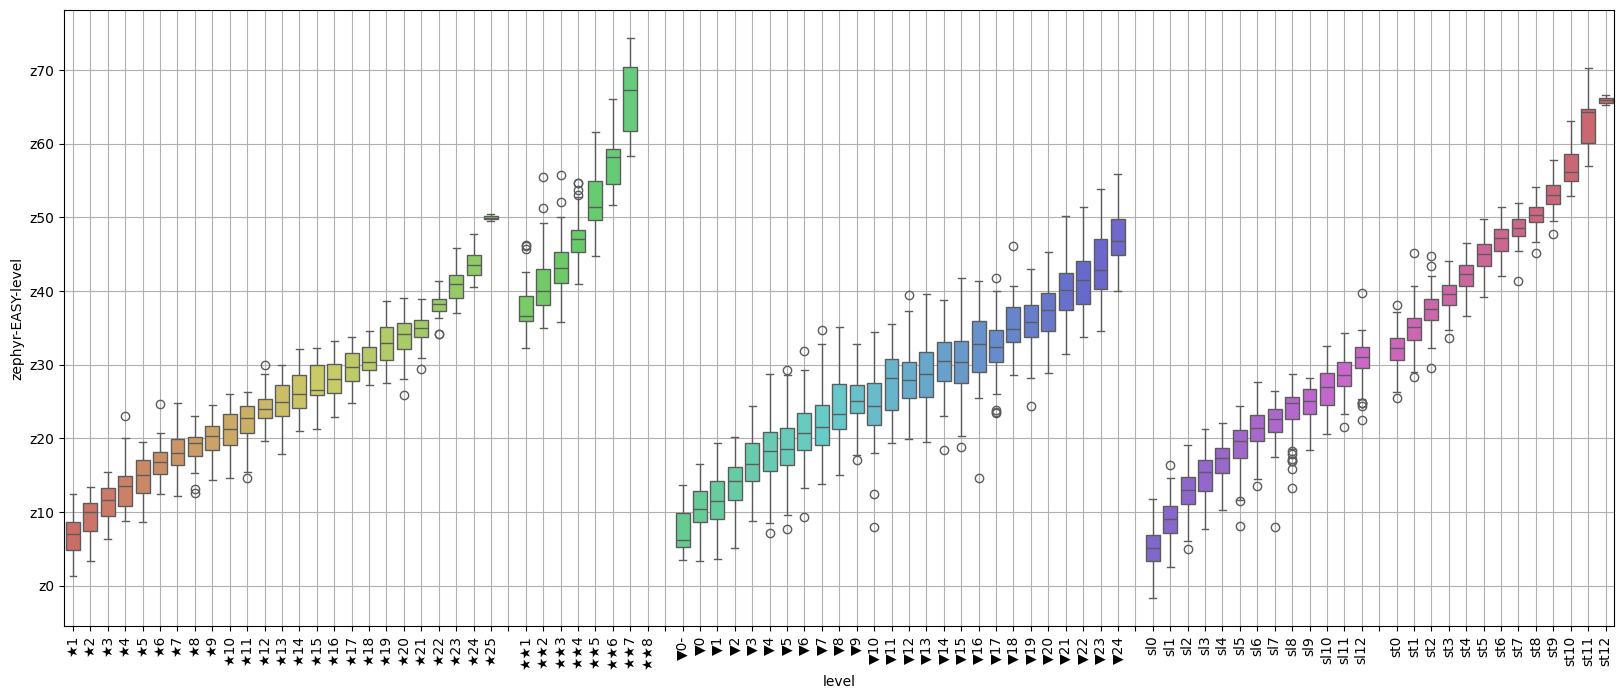 zephyr-EASY-level
z70
z60
z50
z40
z30
z20
z10
z0
★1
★2
★3
★4
★5
★6
★7
★8
★9
★10
★11
★12
★13
★14
★15
★16
★17
★18
★19
★20
★21
★22
★23
★24
★25
★★1
★★2
★★3
★★4
★★5
★★6
★★7
★★8
▼0-
▼0
▼1
▼2
▼3
▼4
▼5
▼6
▼7
▼8
▼9
▼10
▼11
▼12
▼13
▼14
▼15
▼16
▼17
▼18
▼19
▼20
▼21
▼22
▼23
▼24
sl0
sl1
sl2
sl3
sl4
sl5
sl6
sl7
sl8
sl9
sl10
sl11
sl12
st0
st1
st2
st3
st4
st5
st6
st7
st8
st9
st10
st11
st12
level